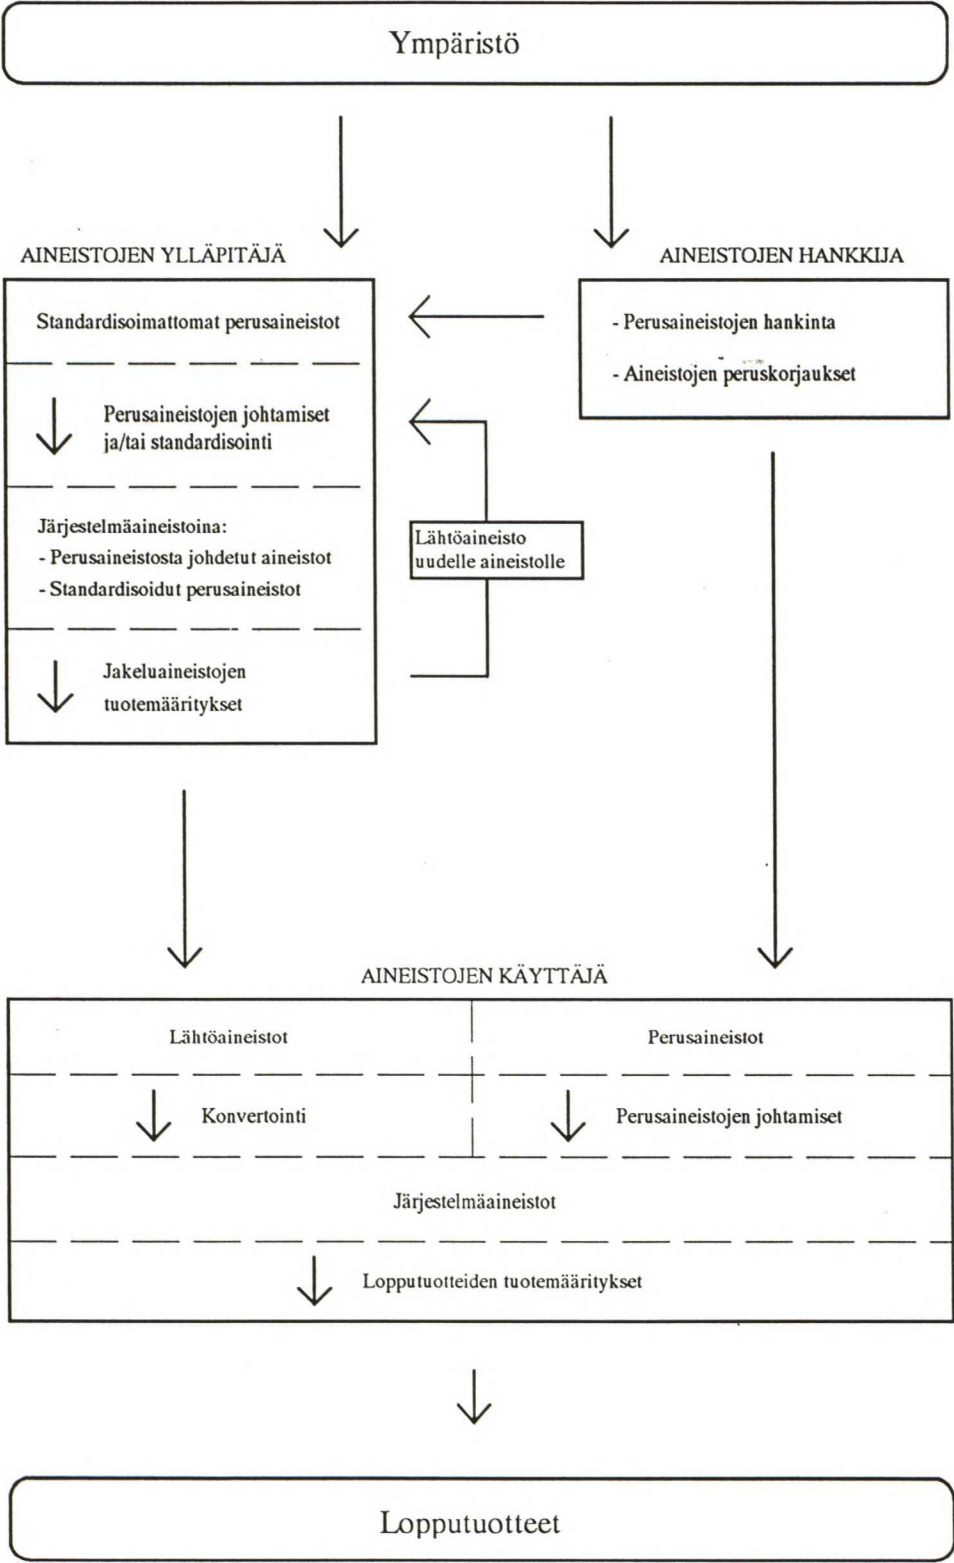 Ympäristö
AINEISTOJEN YLLÄPITÄJÄ
Standardisoimattomat perusaineistot
Perusaineistojen johtamiset
ja/tai standardisointi
Järjestelmäaineistoina:
- Perusaineistosta johdetut aineistot
- Standardisoidut perusaineistot
Jakeluaineistojen
tuotemääritykset
AINEISTOJEN HANKKIJA
- Perusaineistojen hankinta
- Aineistojen peruskorjaukset
Lähtöaineisto
uudelle aineistolle
AINEISTOJEN KÄYTTÄJÄ
Lähtöaineistot
Perusaineistot
Konvertointi
Perusaineistojen johtamiset
Järjestelmäaineistot
Lopputuotteiden tuotemääritykset
Lopputuotteet